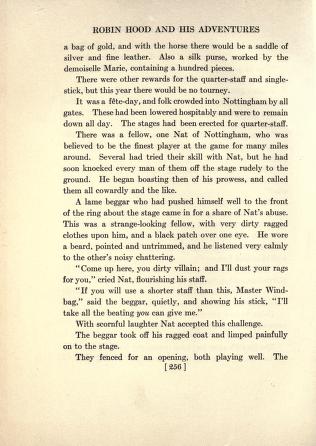 ROBIN HOOD AND HIS ADVENTURES
a bag of gold, and with the horse there would be a saddle of
silver and fine leather. Also a silk purse, worked by the
demoiselle Marie, containing a hundred pieces.
There were other rewards for the quarter-staff and single-
stick, but this year there would be no tourney.
It was a fête-day, and folk crowded into Nottingham by all
gates. These had been lowered hospitably and were to remain
down all day. The stages had been erected for quarter-staff.
There was a fellow, one Nat of Nottingham, who was
believed to be the finest player at the game for many miles
around. Several had tried their skill with Nat, but he had
soon knocked every man of them off the stage rudely to the
ground. He began boasting then of his prowess, and called
them all cowardly and the like.
A lame beggar who had pushed himself well to the front
of the ring about the stage came in for a share of Nat's abuse.
This was a strange-looking fellow, with very dirty ragged
clothes upon him, and a black patch over one eye. He wore
a beard, pointed and untrimmed, and he listened very calmly
to the other's noisy chattering.
"Come up here, you dirty villain; and I'll dust your rags
for you," cried Nat, flourishing his staff.
"If you will use a shorter staff than this, Master Wind-
bag," said the beggar, quietly, and showing his stick, "I'll
take all the beating you can give me."
With scornful laughter Nat accepted this challenge.
The beggar took off his ragged coat and limped painfully
on to the stage.
They fenced for an opening, both playing well. The
[256]